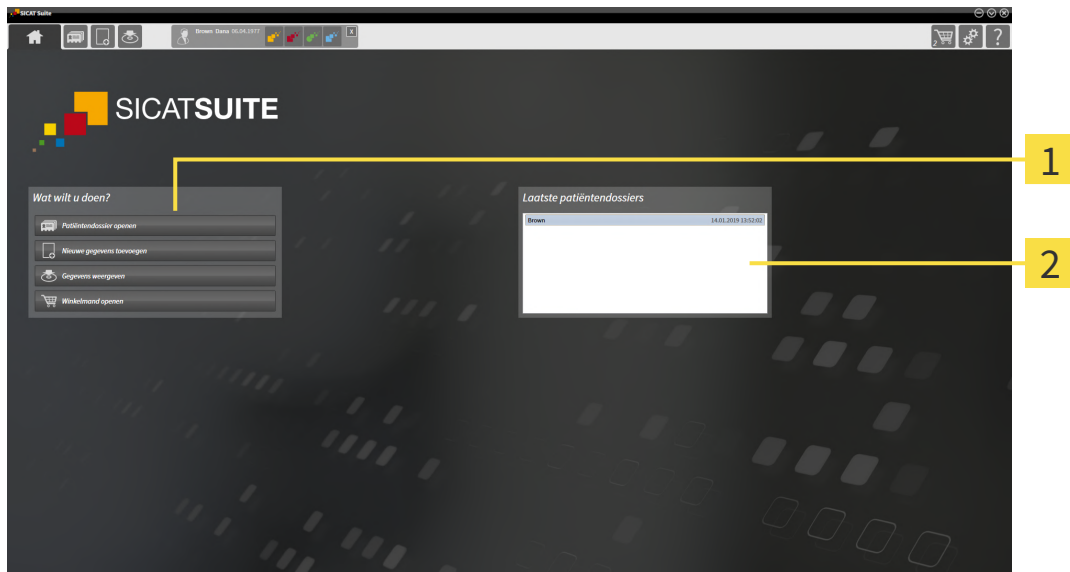 SICAT Suite
Brown Dana 06.04.1977
X
2
?
SICATSUITE
1
Wat wilt u doen?
Patiëntendossier openen
Nieuwe gegevens toevoegen
Gegevens weergeven
Winkelmand openen
Laatste patiëntendossiers
Brown 14.01.2019 13:52:02
2